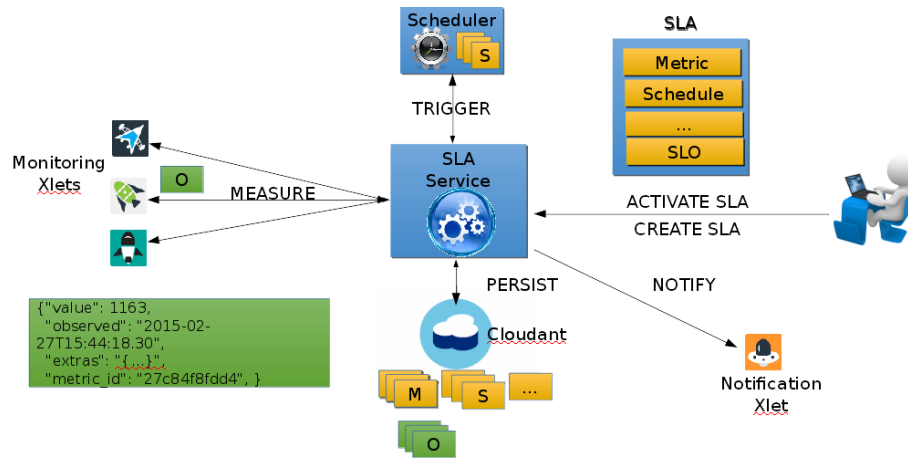 Scheduler
S
TRIGGER
SLA
Metric
Schedule
...
SLO
Monitoring
Xlets
O
MEASURE
SLA
Service
ACTIVATE SLA
CREATE SLA
PERSIST
NOTIFY
{"value": 1163,
"observed": "2015-02-
27T15:44:18.30",
"extras": "{...}",
"metric_id": "27c84f8fdd4", }
Cloudant
M
S
...
O
Notification
Xlet